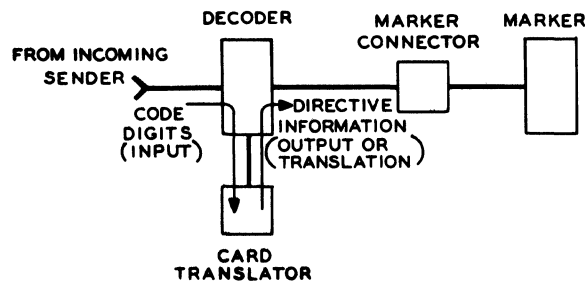 DECODER
MARKER
CONNECTOR
MARKER
FROM INCOMING
SENDER
CODE
DIGITS
(INPUT)
DIRECTIVE
INFORMATION
(OUTPUT OR
TRANSLATION)
CARD
TRANSLATOR